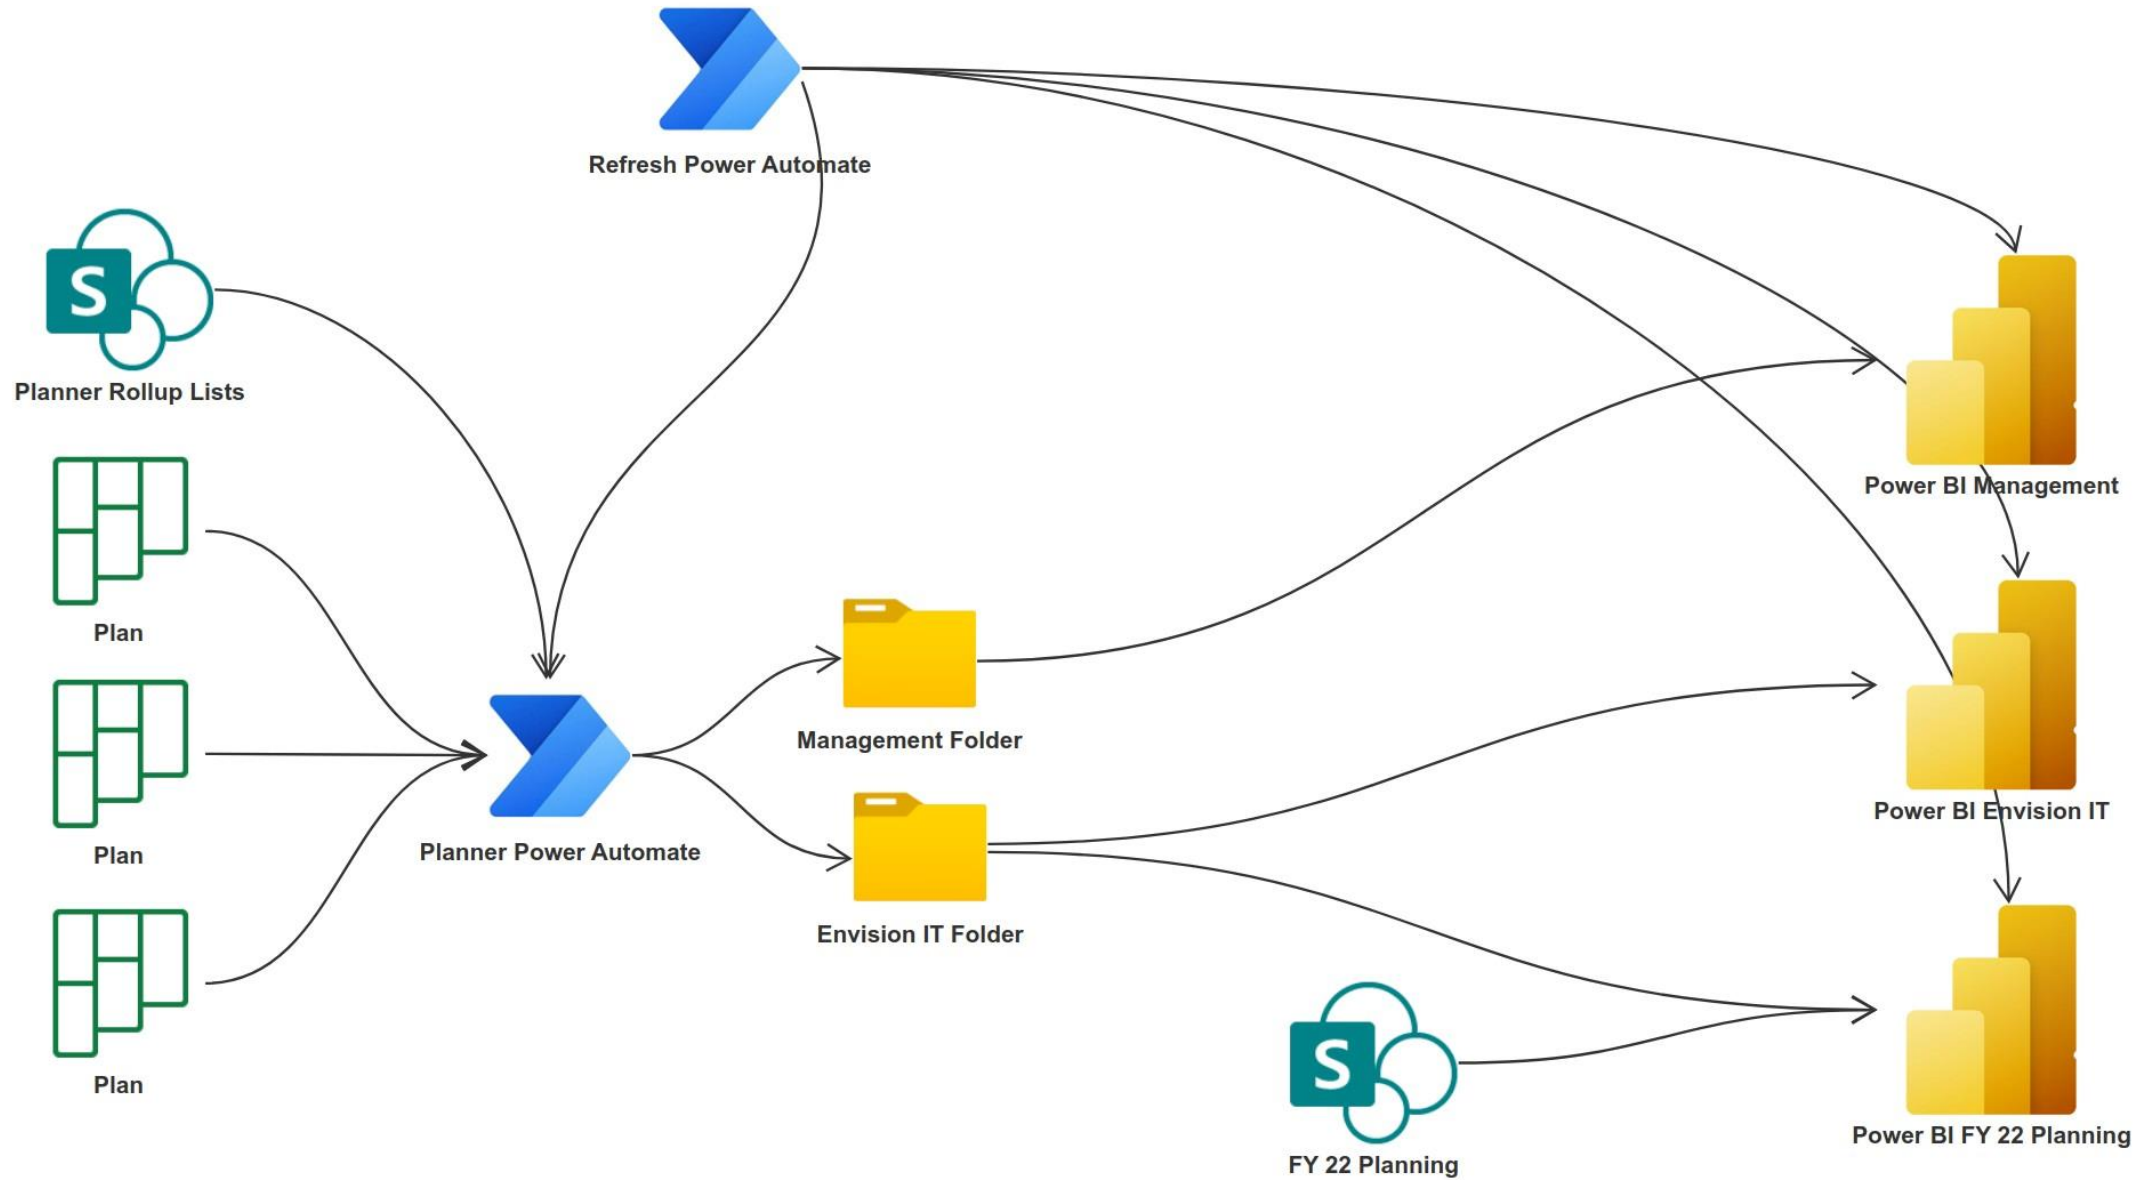 Refresh Power Automate
S
Planner Rollup Lists
Plan
Power BI Management
Management Folder
Plan
Planner Power Automate
Power BI Envision IT
Envision IT Folder
Plan
S
Power BI FY 22 Planning
FY 22 Planning